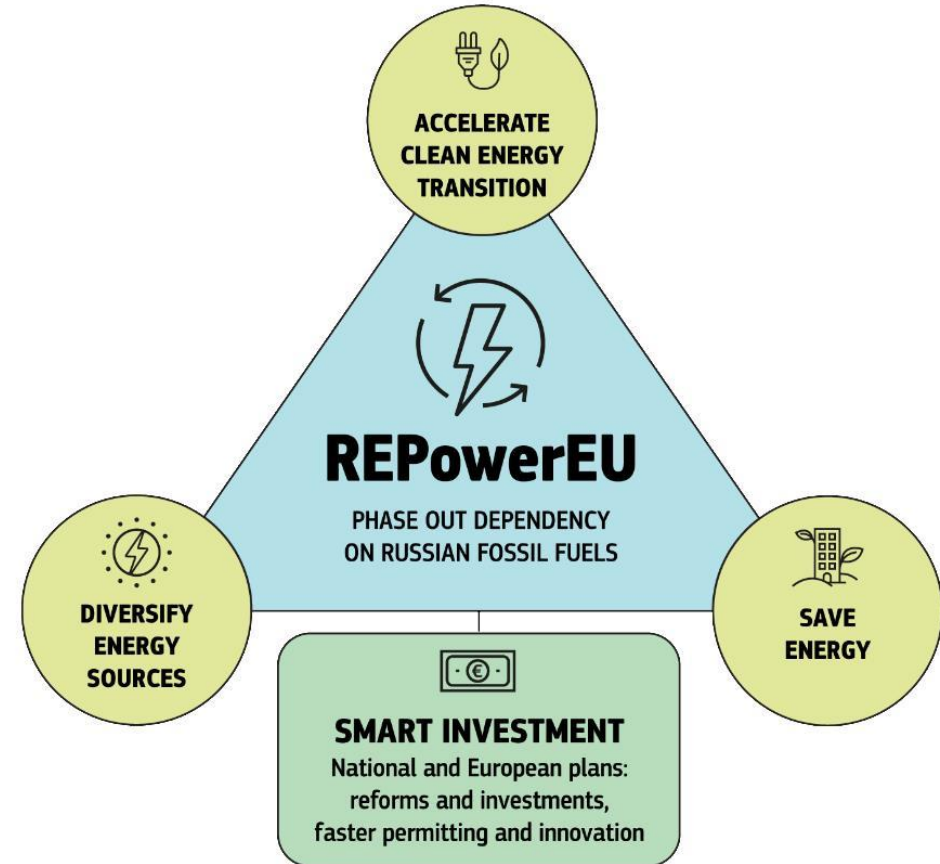 ACCELERATE
CLEAN ENERGY
TRANSITION
REPowerEU
PHASE OUT DEPENDENCY
ON RUSSIAN FOSSIL FUELS
DIVERSIFY
ENERGY
SOURCES
SAVE
ENERGY
€
SMART INVESTMENT
National and European plans:
reforms and investments,
faster permitting and innovation